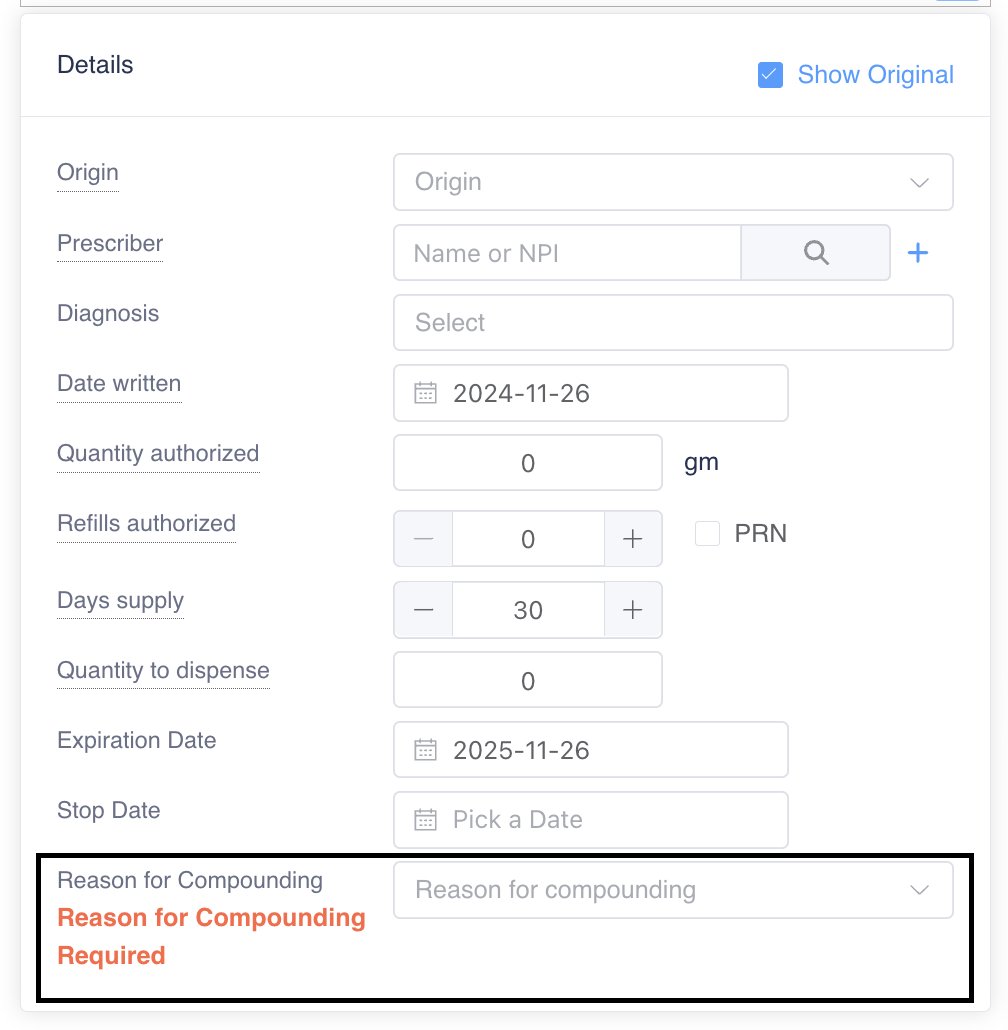 Details
Show Original
Origin
Origin
Prescriber
Name or NPI
Diagnosis
Select
Date written
2024-11-26
Quantity authorized
0
gm
Refills authorized
0
PRN
Days supply
30
Quantity to dispense
0
Expiration Date
2025-11-26
Stop Date
Pick a Date
Reason for Compounding
Reason for compounding
Reason for Compounding
Required